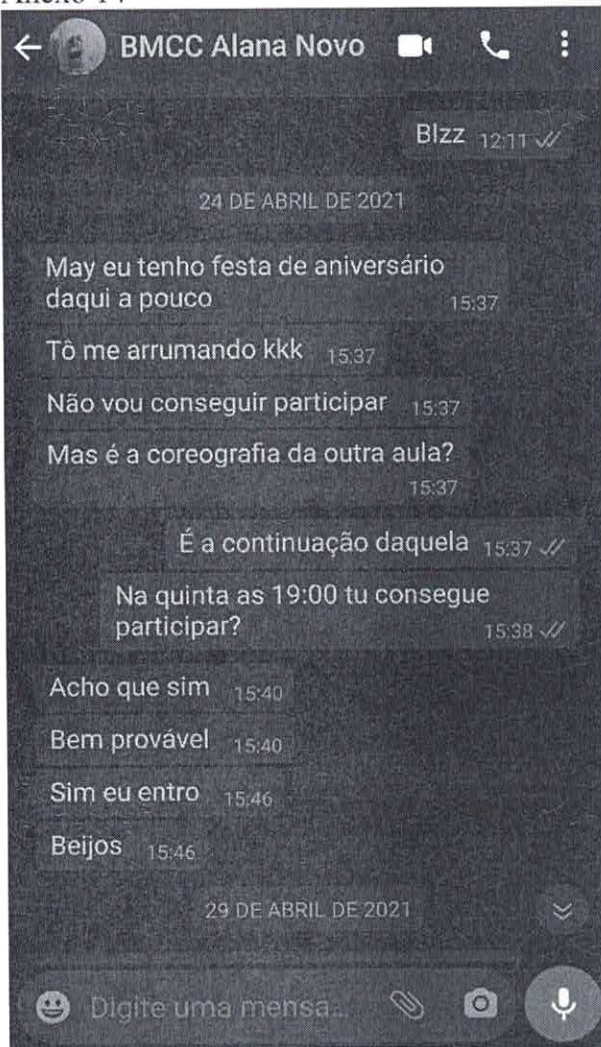 BMCC Alana Novo
Blzz 12:11
24 DE ABRIL DE 2021
May eu tenho festa de aniversário
daqui a pouco 15:37
Tô me arrumando kkk 15:37
Não vou conseguir participar 15:37
Mas é a coreografia da outra aula?
15:37
É a continuação daquela 15:37
Na quinta as 19:00 tu consegue
participar? 15:38
Acho que sim 15:40
Bem provável 15:40
Sim eu entro 15:46
Beijos 15:46
29 DE ABRIL DE 2021
Digite uma mensa...